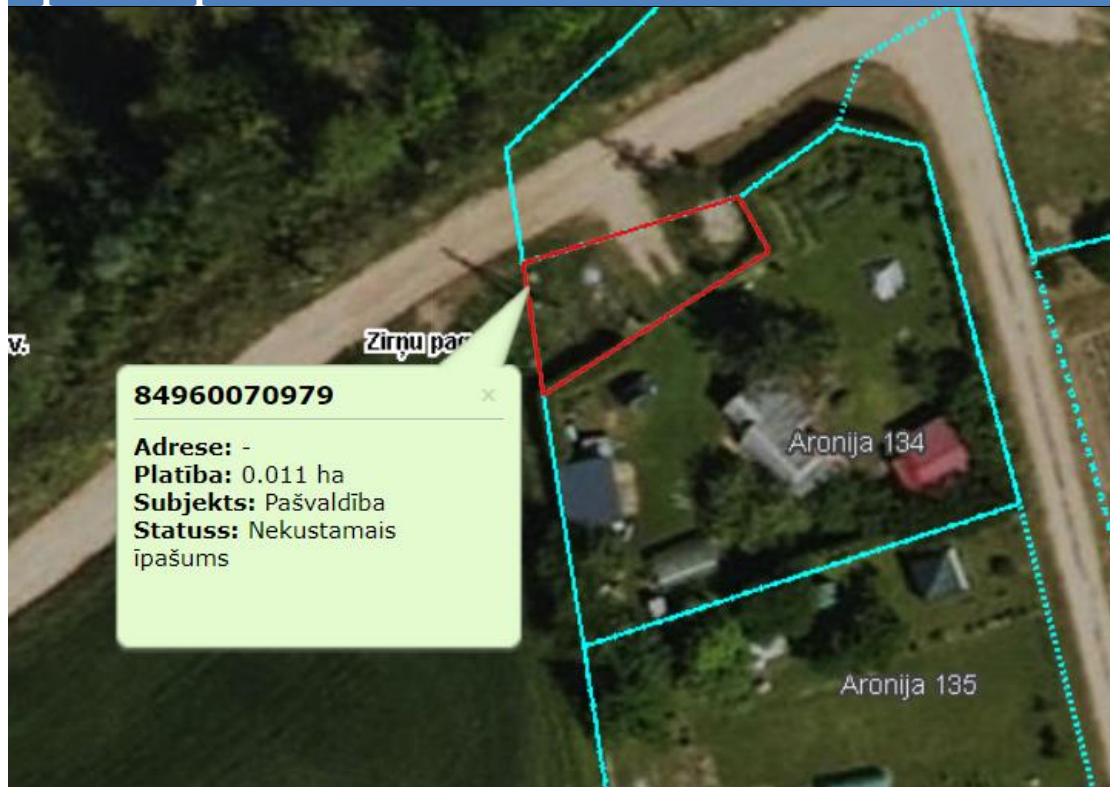 v.
Zirņu pag
84960070979
×
Adrese: -
Platība: 0.011 ha
Subjekts: Pašvaldība
Statuss: Nekustamais
īpašums
Aronija 134
Aronija 135